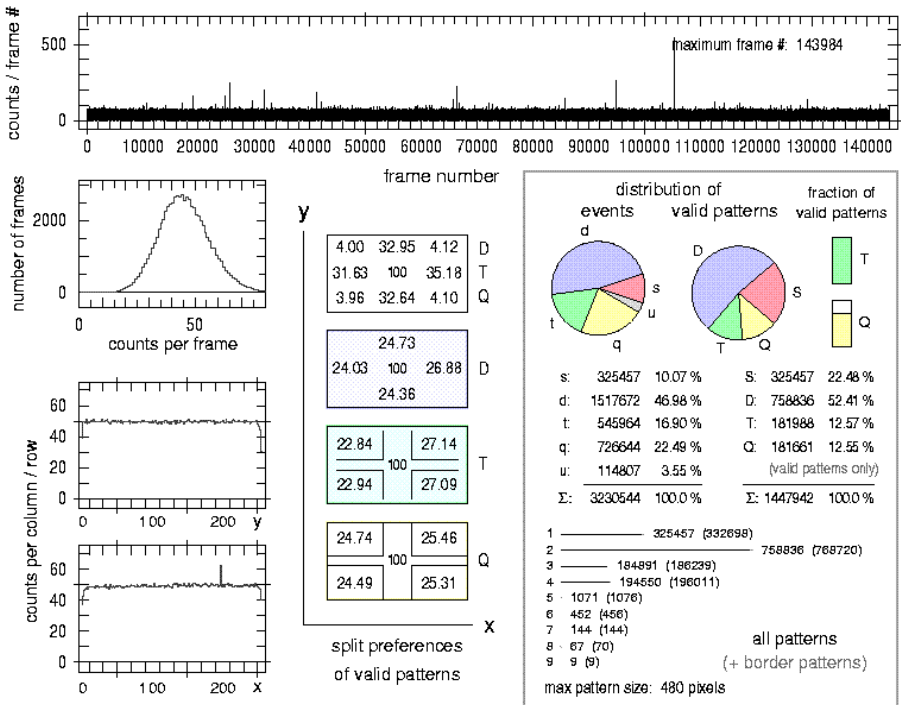 counts / frame #
500
0
maximum frame #: 143984
0 10000 20000 30000 40000 50000 60000 70000 80000 90000 100000 110000 120000 130000 140000
frame number
number of frames
2000
0
0 50
counts per frame
counts per column / row
60
40
20
0
0 100 200 y
60
40
20
0
0 100 200 x
y
4.00 32.95 4.12 D
31.63 100 35.18 T
3.96 32.64 4.10 Q
24.73
24.03 100 26.88 D
24.36
22.84 27.14
100 T
22.94 27.09
24.74 25.46
100 Q
24.49 25.31
x
split preferences
of valid patterns
distribution of
events valid patterns
fraction of
valid patterns
d
s
u
q
t
D
S
Q
T
T
Q
s: 325457 10.07 % S: 325457 22.48 %
d: 1517672 46.98 % D: 758836 52.41 %
t: 545964 16.90 % T: 181988 12.57 %
q: 726644 22.49 % Q: 181661 12.55 %
u: 114807 3.55 % (valid patterns only)
Σ: 3230544 100.0 % Σ: 1447942 100.0 %
1 325457 (332698)
2 758836 (768720)
3 184891 (186239)
4 194550 (196011)
5 1071 (1076)
6 452 (456)
7 144 (144)
8 67 (70)
9 9 (9)
all patterns
(+ border patterns)
max pattern size: 480 pixels